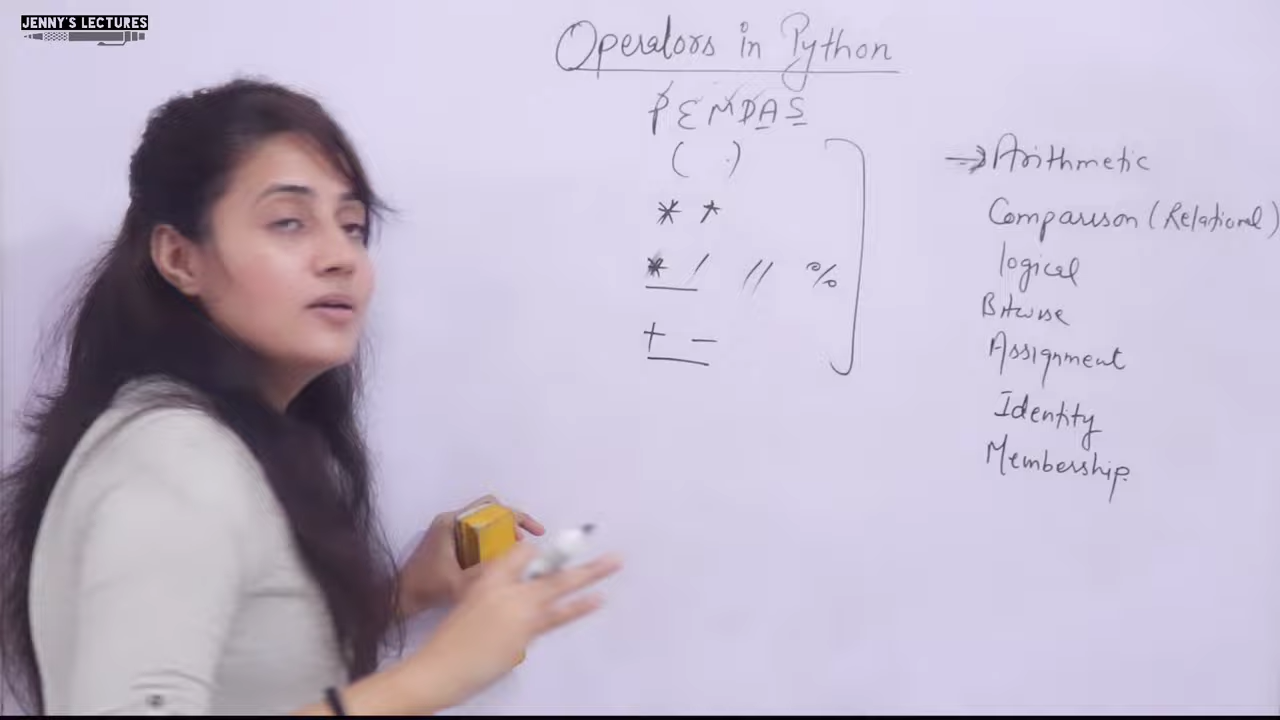 JENNY'S LECTURES
Operators in Python
PEMDAS
( )
* *
* / // %
+ -
→ Arithmetic
Comparison (Relational)
logical
Bitwise
Assignment
Identity
Membership.